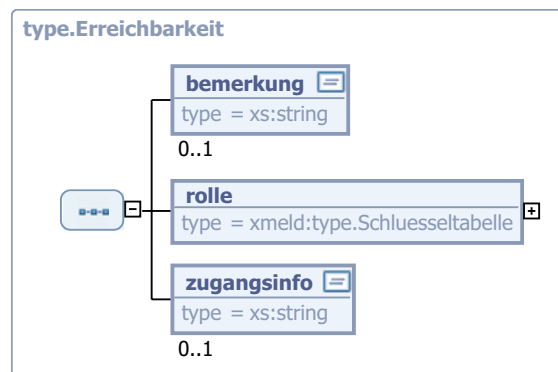 type.Erreichbarkeit
bemerkung
type = xs:string
0..1
rolle
type = xmeld:type.Schluesseltabelle
zugangsinfo
type = xs:string
0..1